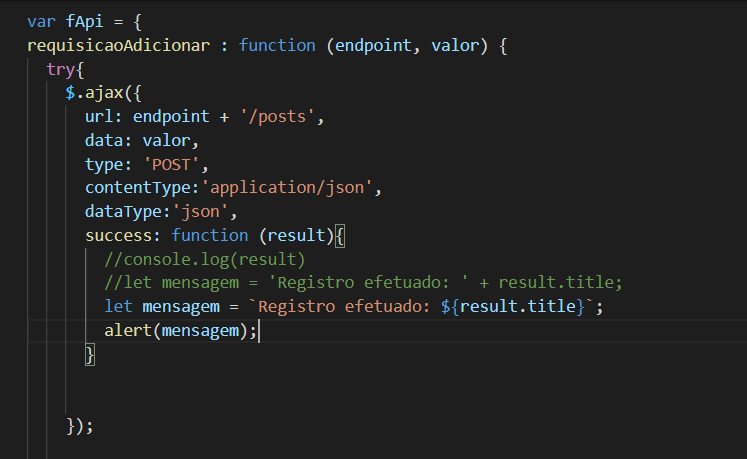 var fApi = {
requisicaoAdicionar : function (endpoint, valor) {
try{
$.ajax({
url: endpoint + '/posts',
data: valor,
type: 'POST',
contentType:'application/json',
dataType:'json',
success: function (result){
//console.log(result)
//let mensagem = 'Registro efetuado: ' + result.title;
let mensagem = `Registro efetuado: ${result.title}`;
alert(mensagem);
}
});